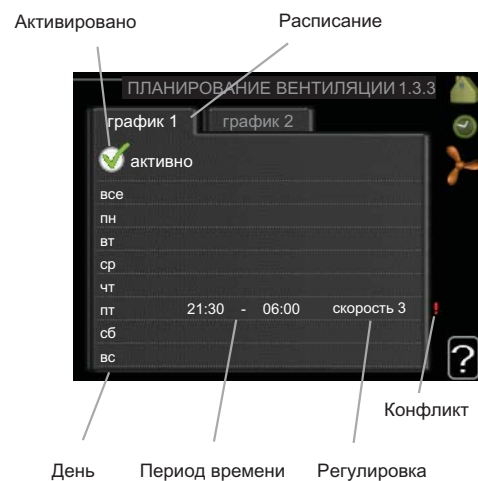 Активировано
Расписание
ПЛАНИРОВАНИЕ ВЕНТИЛЯЦИИ 1.3.3
график 1
график 2
активно
все
пн
вт
ср
чт
пт 21:30 - 06:00 скорость 3 !
сб
вс
?
Конфликт
День
Период времени
Регулировка